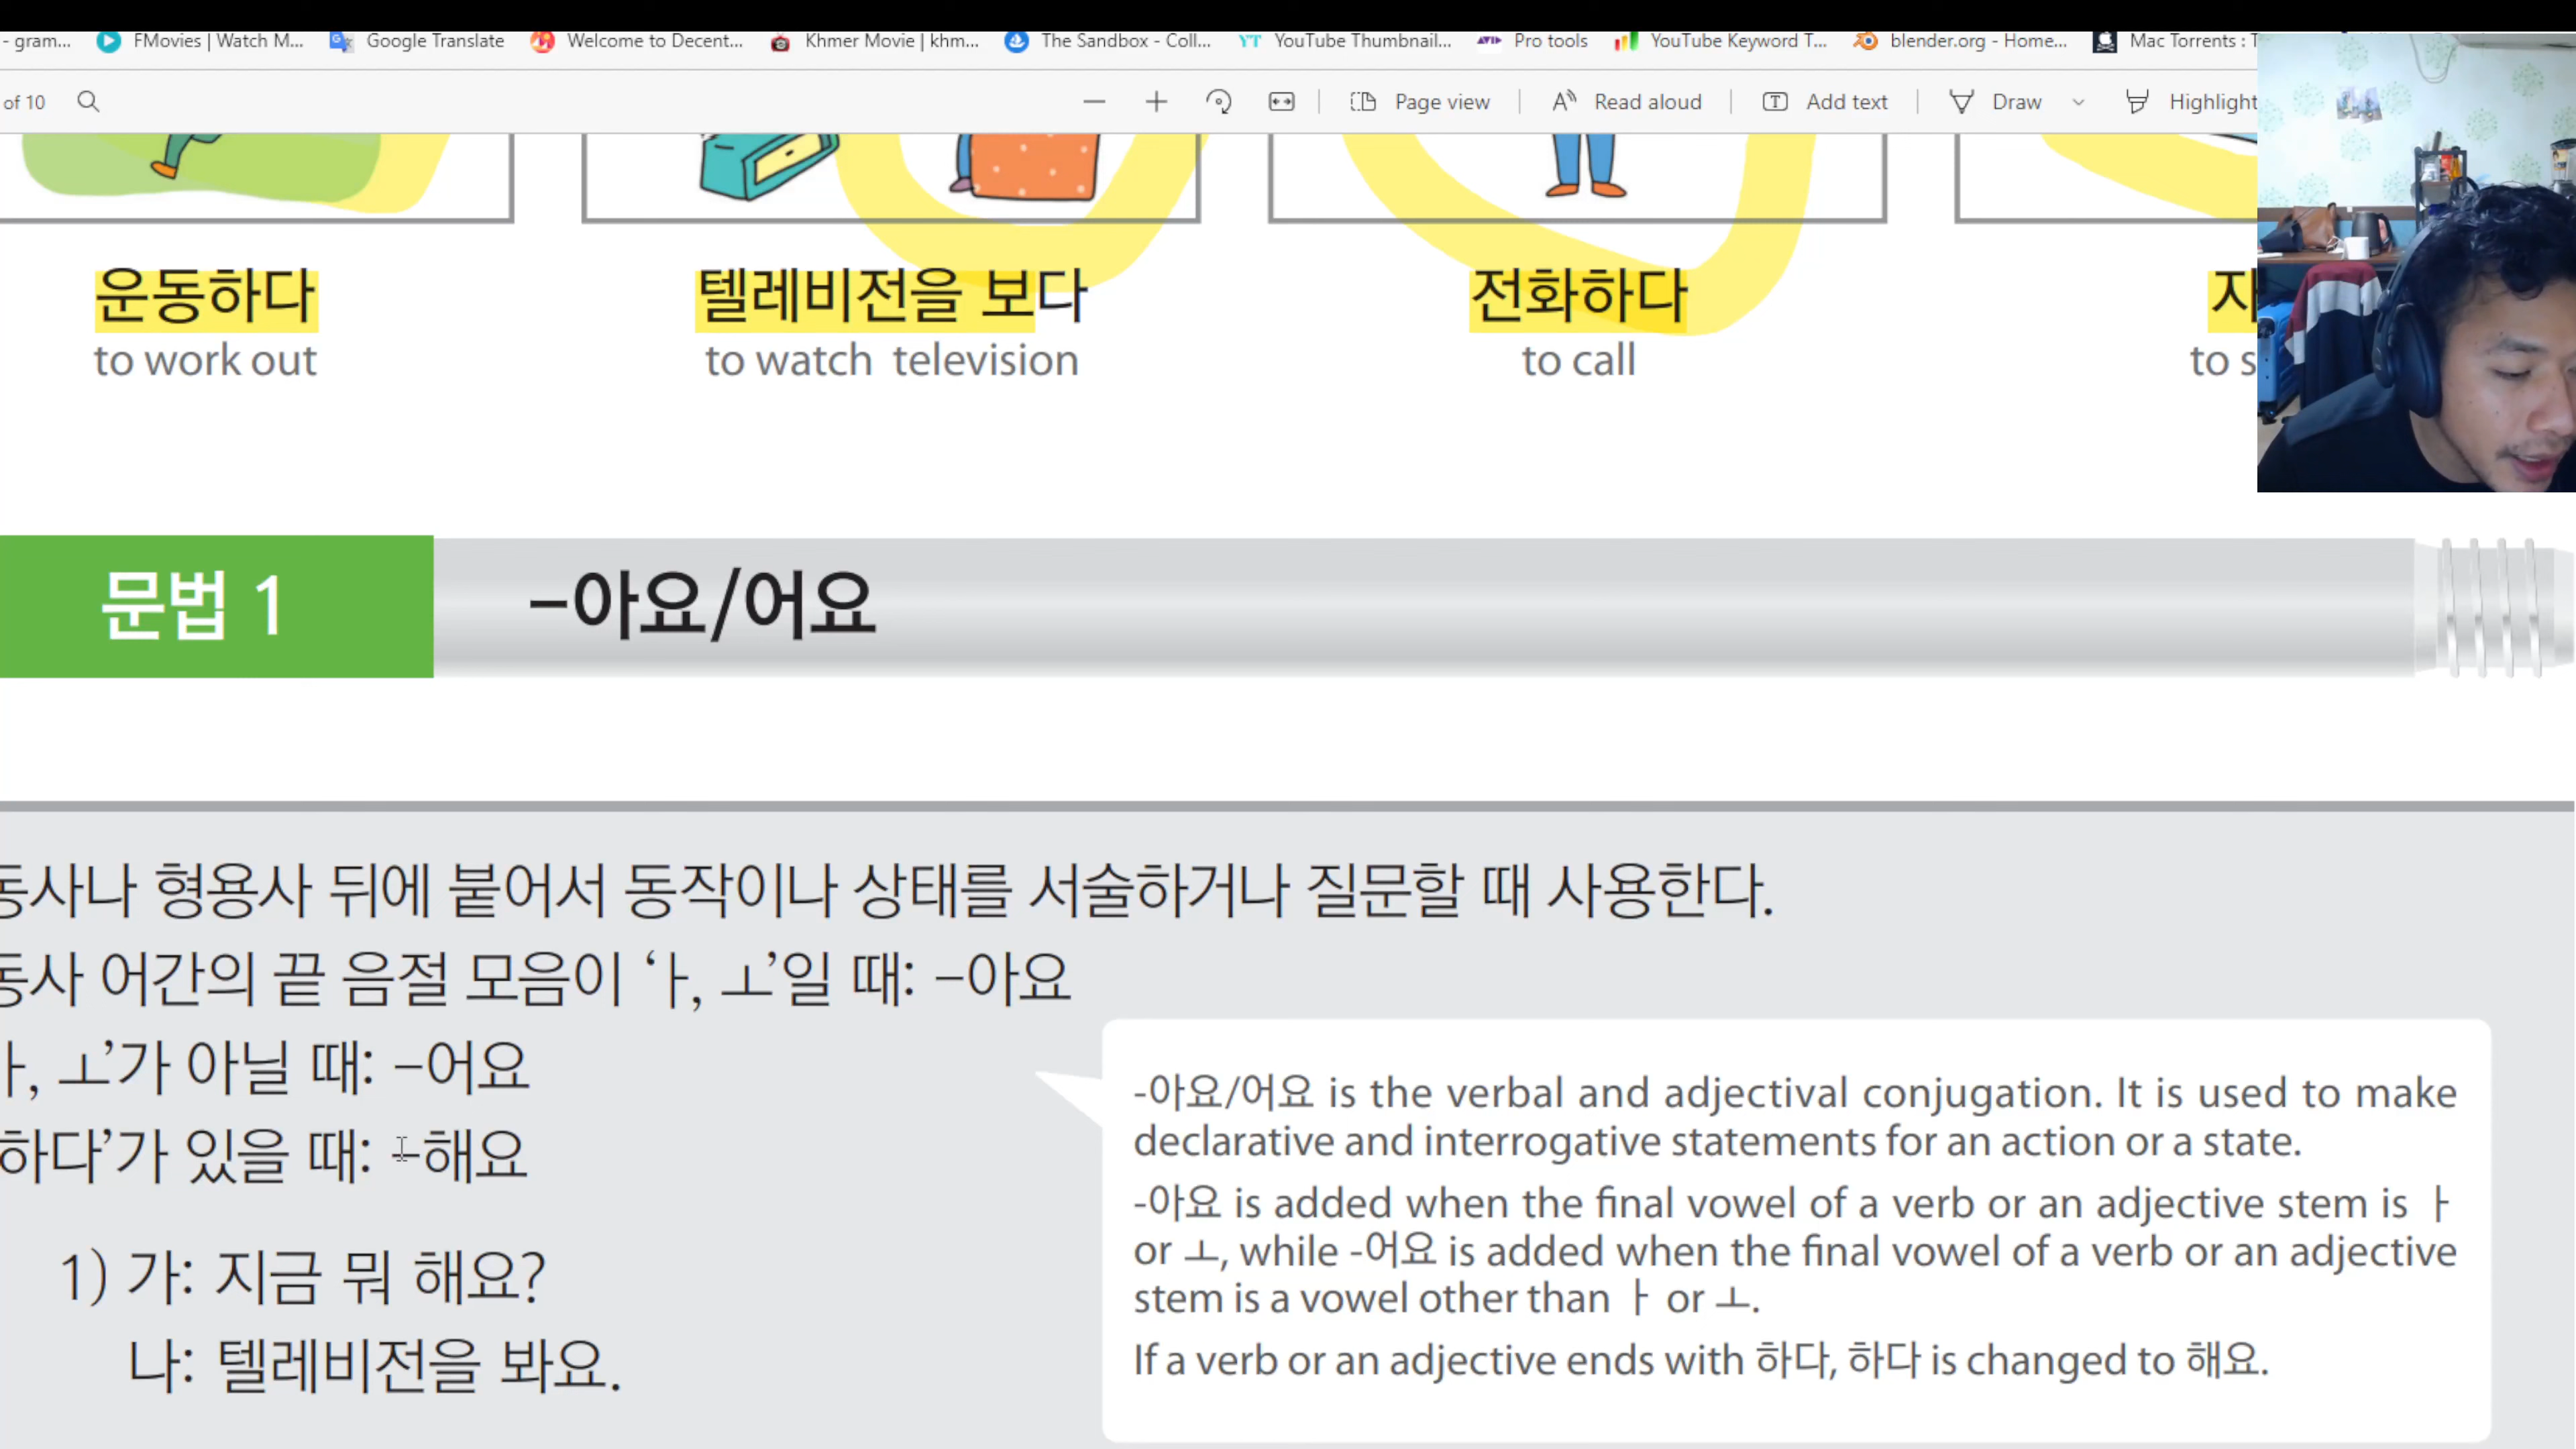 - gram... FMovies | Watch M... Google Translate Welcome to Decent... Khmer Movie | khm... The Sandbox - Coll... YT YouTube Thumbnail... AVID Pro tools YouTube Keyword T... blender.org - Home... Mac Torrents : T
of 10 Page view Read aloud Add text Draw Highlight
운동하다 텔레비전을 보다 전화하다 자
to work out to watch television to call to s
문법 1 -아요/어요
동사나 형용사 뒤에 붙어서 동작이나 상태를 서술하거나 질문할 때 사용한다.
동사 어간의 끝 음절 모음이 ‘ㅏ, ㅗ’일 때: -아요
ㅏ, ㅗ’가 아닐 때: -어요
하다’가 있을 때: -해요
1) 가: 지금 뭐 해요?
나: 텔레비전을 봐요.
-아요/어요 is the verbal and adjectival conjugation. It is used to make
declarative and interrogative statements for an action or a state.
-아요 is added when the final vowel of a verb or an adjective stem is ㅏ
or ㅗ, while -어요 is added when the final vowel of a verb or an adjective
stem is a vowel other than ㅏ or ㅗ.
If a verb or an adjective ends with 하다, 하다 is changed to 해요.